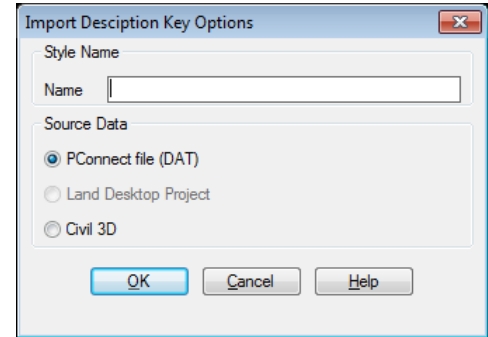 Import Desciption Key Options
Style Name
Name
Source Data
PConnect file (DAT)
Land Desktop Project
Civil 3D
OK Cancel Help